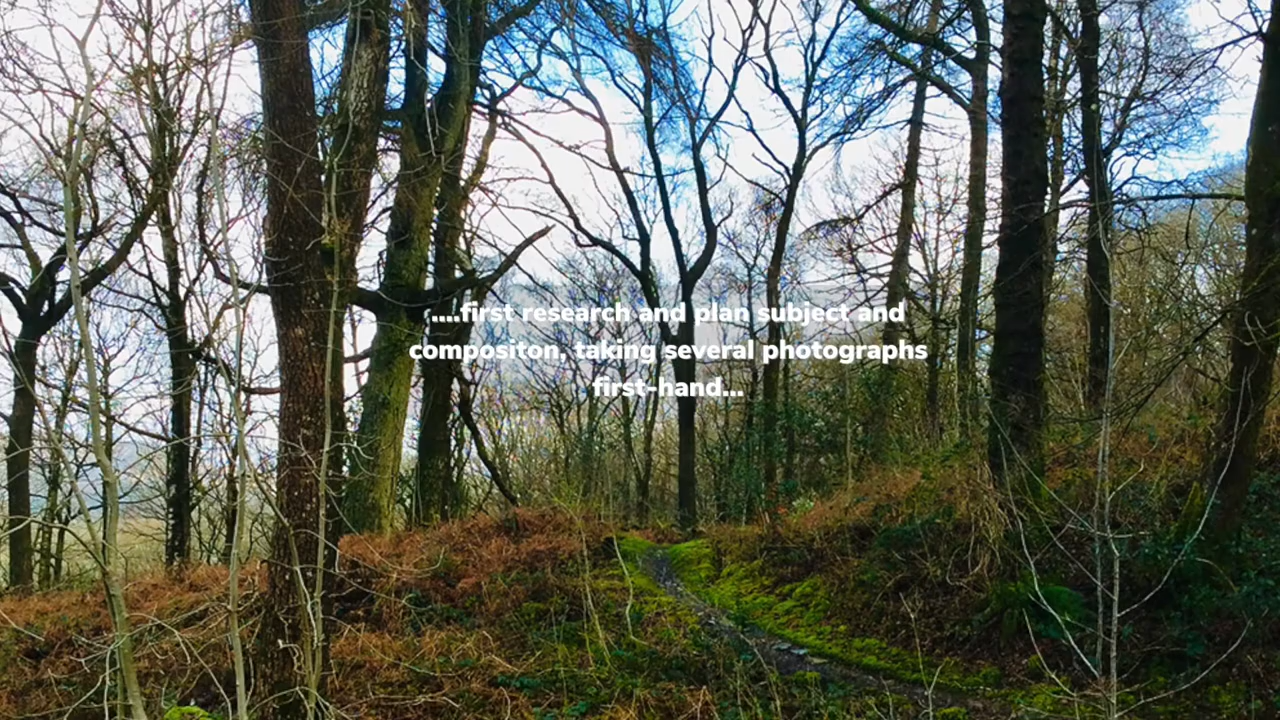 ....first research and plan subject and
compositon, taking several photographs
first-hand...